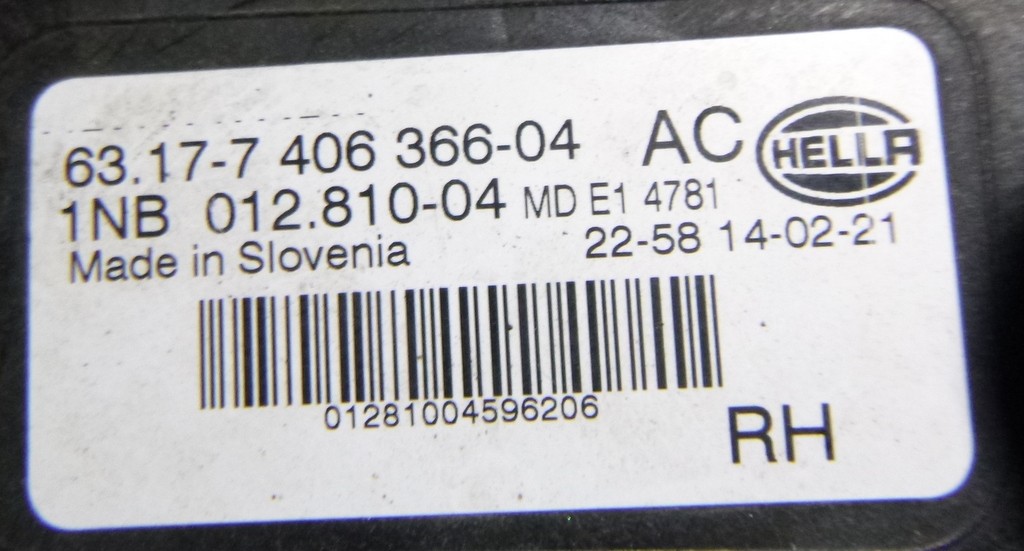 63.17-7 406 366-04 AC HELLA
1NB 012.810-04 MD E1 4781
Made in Slovenia 22-58 14-02-21
01281004596206
RH